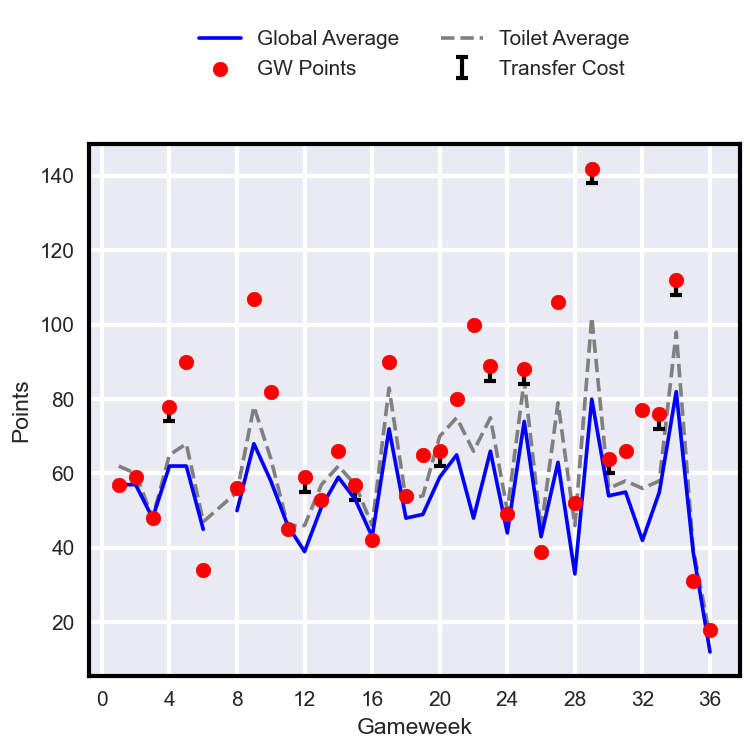 Global Average
Toilet Average
GW Points
Transfer Cost
140
120
100
80
60
40
20
Points
0 4 8 12 16 20 24 28 32 36
Gameweek